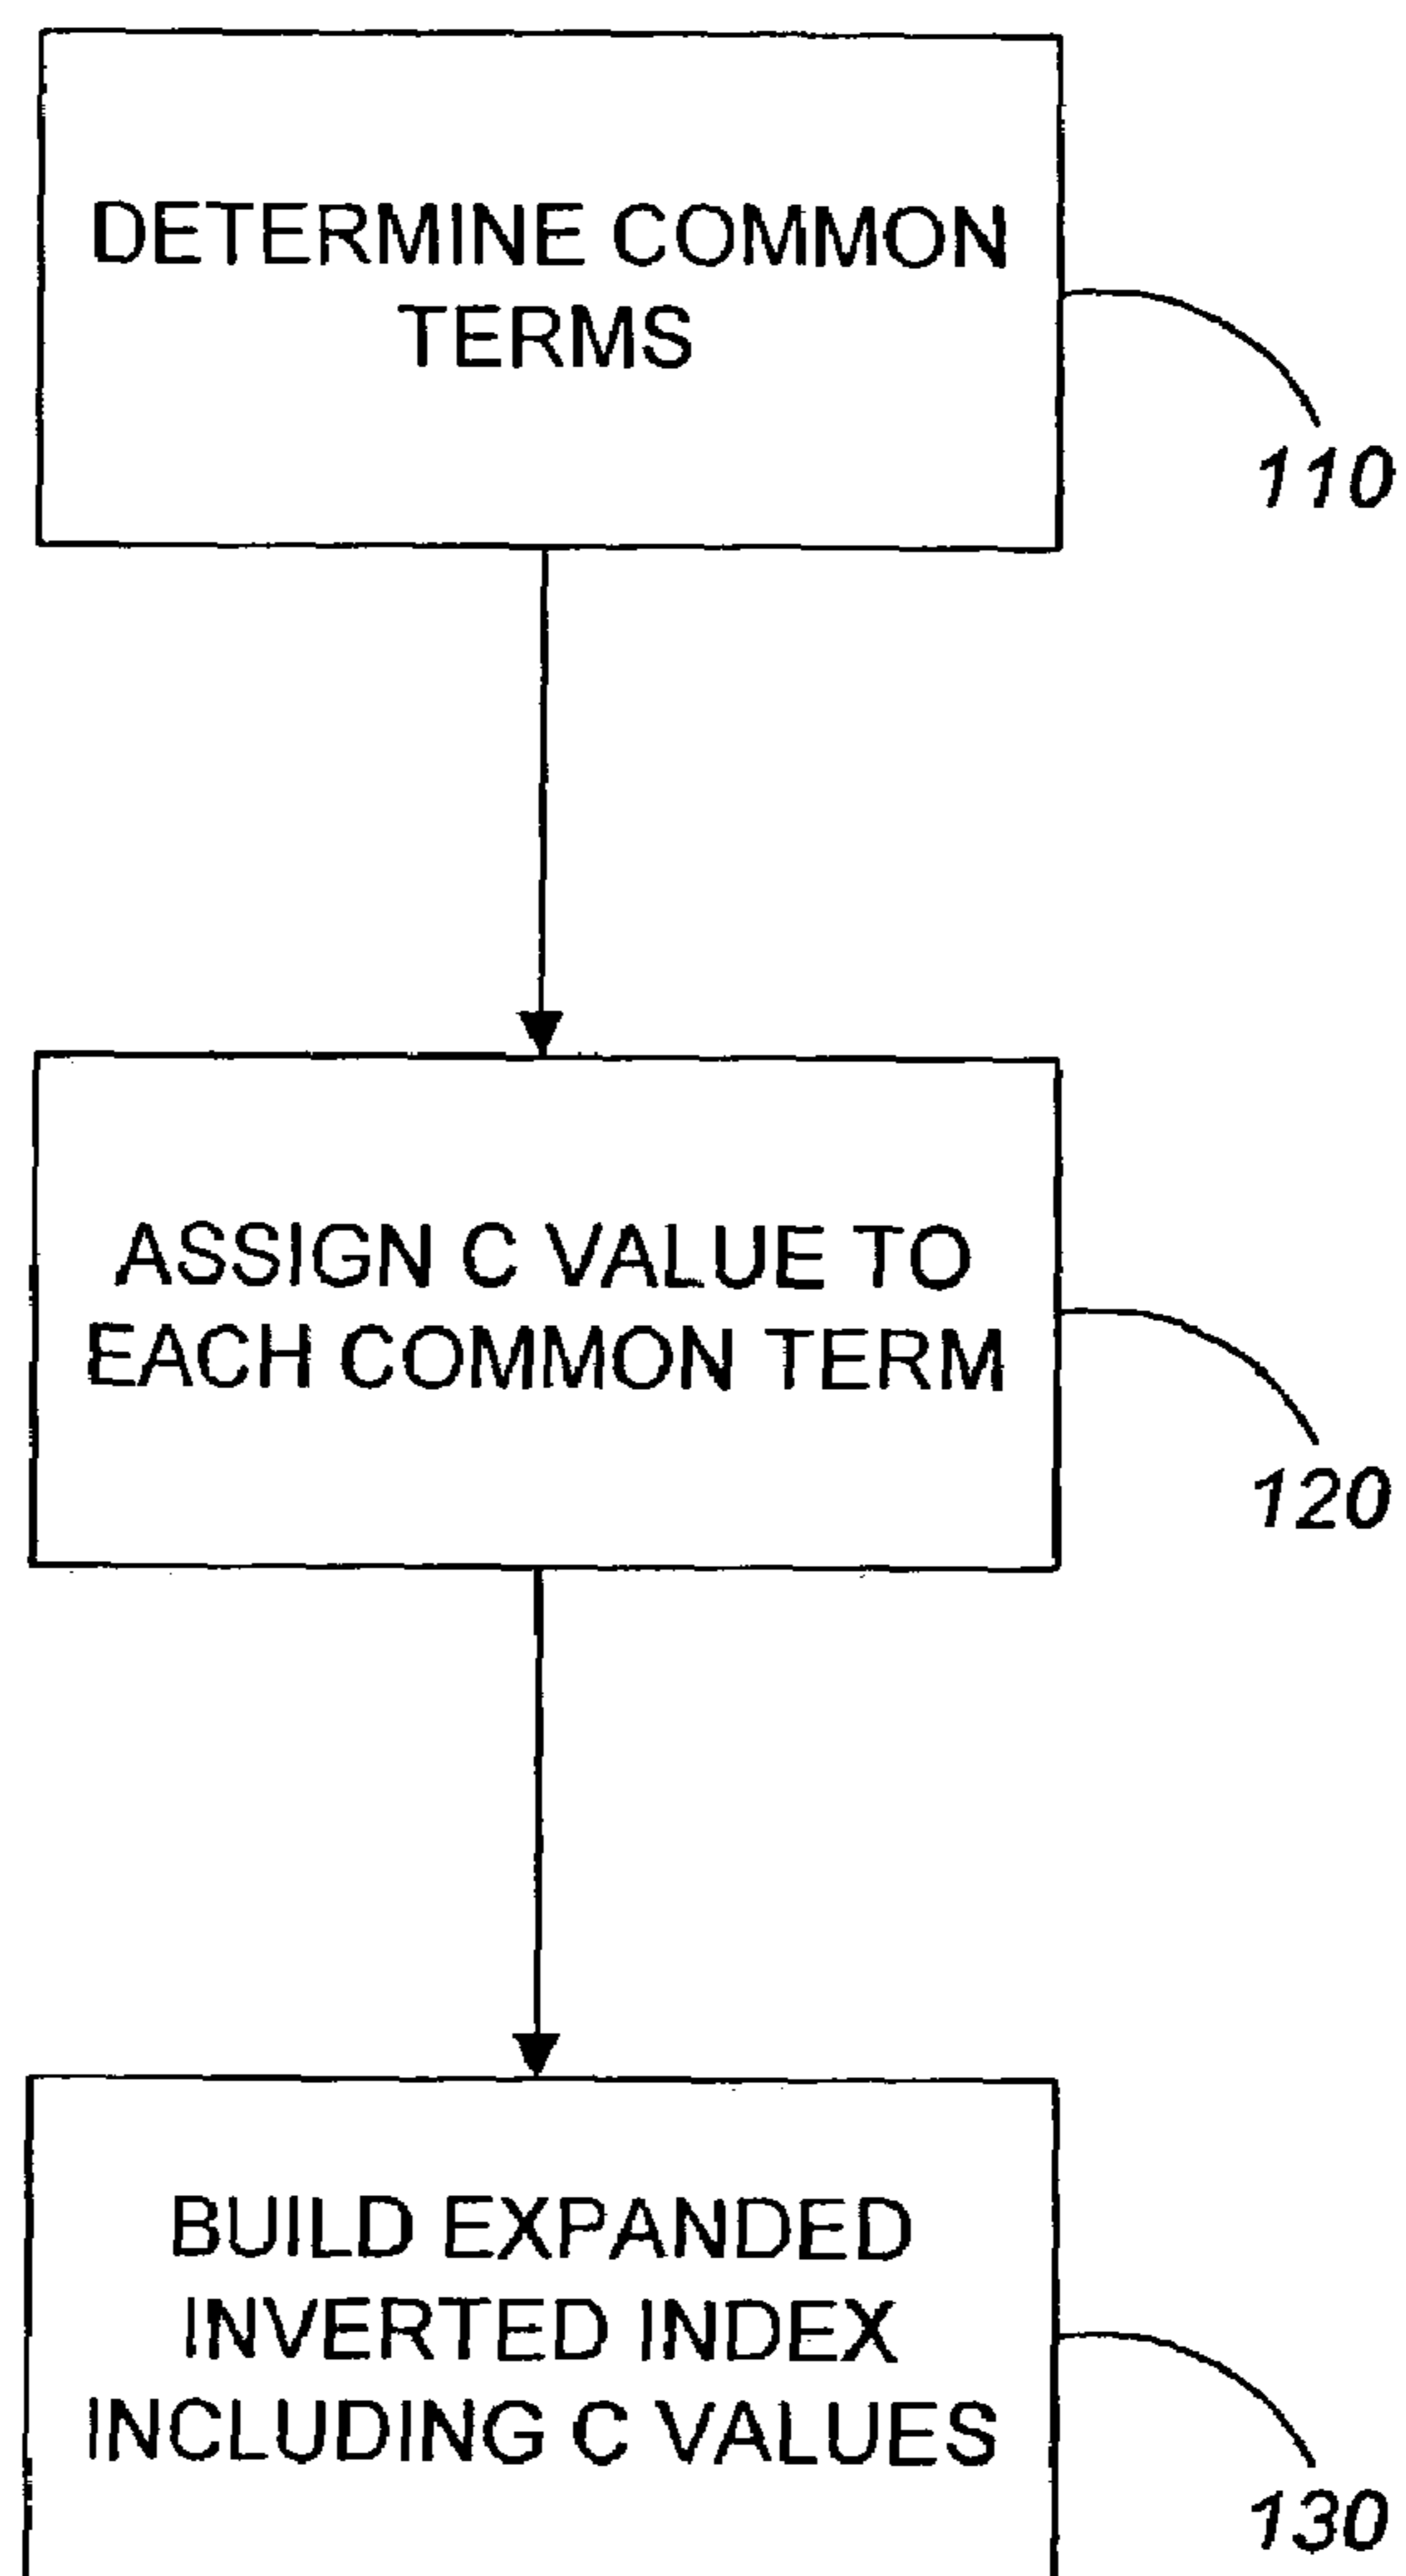 DETERMINE COMMON
TERMS
110
ASSIGN C VALUE TO
EACH COMMON TERM
120
BUILD EXPANDED
INVERTED INDEX
INCLUDING C VALUES
130